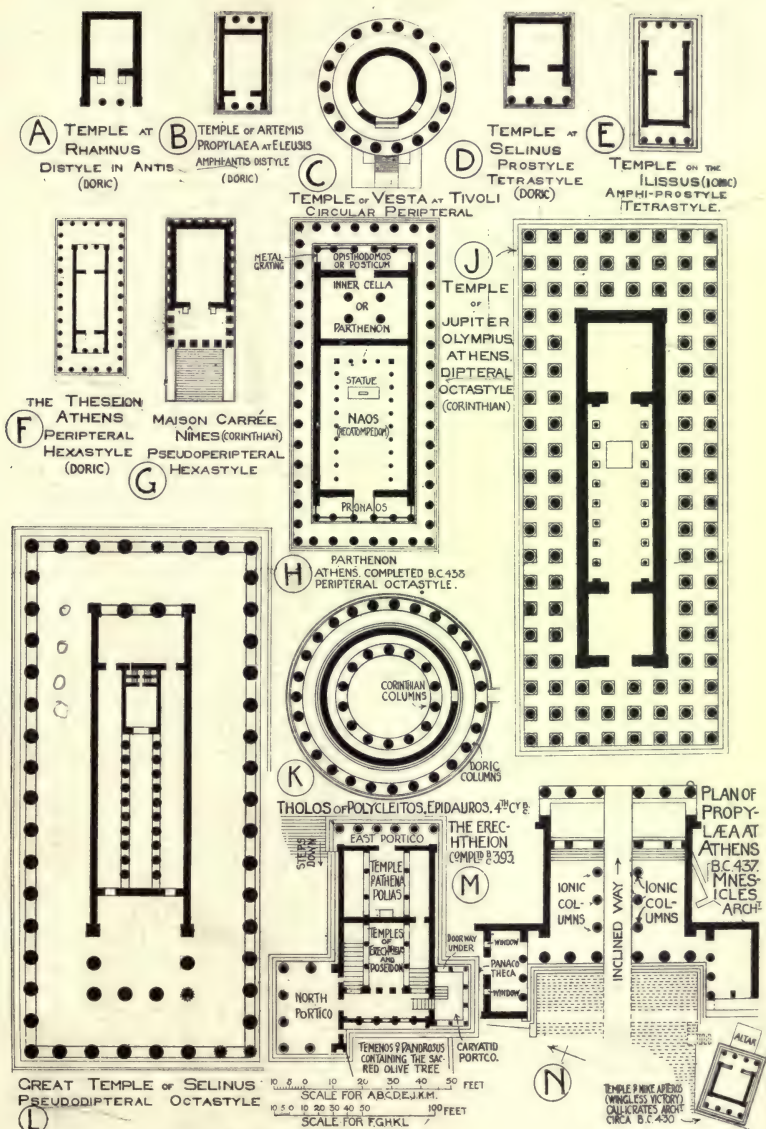 A
TEMPLE AT
RHAMNUS
DISTYLE IN ANTIS
(DORIC)
B
TEMPLE OF ARTEMIS
PROPYLAEA AT ELEUSIS
AMPHI-ANTIS DISTYLE
(DORIC)
C
TEMPLE OF VESTA AT TIVOLI
CIRCULAR PERIPTERAL
D
TEMPLE AT
SELINUS
PROSTYLE
TETRASTYLE
(DORIC)
E
TEMPLE ON THE
ILISSUS (IONIC)
AMPHI-PROSTYLE
TETRASTYLE.
F
THE THESEION
ATHENS
PERIPTERAL
HEXASTYLE
(DORIC)
G
MAISON CARRÉE
NÎMES (CORINTHIAN)
PSEUDOPERIPTERAL
HEXASTYLE
METAL
GRATING
OPISTHODOMOS
OR POSTICUM
INNER CELLA
OR
PARTHENON
STATUE
NAOS
(HECATOMPEDON)
PRONAOS
H
PARTHENON
ATHENS. COMPLETED B.C. 438
PERIPTERAL OCTASTYLE.
J
TEMPLE
OF
JUPITER
OLYMPIUS,
ATHENS.
DIPTERAL
OCTASTYLE
(CORINTHIAN)
CORINTHIAN
COLUMNS
DORIC
COLUMNS
K
THOLOS OF POLYCLEITOS, EPIDAUROS. 4TH CY B.C.
L
GREAT TEMPLE OF SELINUS
PSEUDODIPTERAL OCTASTYLE
M
THE EREC-
HTHEION
COMPLTD B.C. 393
STEPS
DOWN
EAST PORTICO
TEMPLE
ATHENA
POLIAS
TEMPLES
OF
ERECHTHEUS
AND
POSEIDON
NORTH
PORTICO
DOORWAY
UNDER
TEMENOS OF PANDROSUS
CONTAINING THE SAC-
RED OLIVE TREE
CARYATID
PORTCO.
10 5 0 10 20 30 40 50 FEET
SCALE FOR A.B.C.D.E.J.K.M.
10 5 0 10 20 30 40 50 100 FEET
SCALE FOR F.G.H.K.L
N
PLAN OF
PROPY-
LÆA AT
ATHENS
B.C. 437.
MNES-
ICLES
ARCHT
IONIC
COL-
UMNS
IONIC
COL-
UMNS
INCLINED WAY
WINDOW
PANACO
THECA
WINDOW
ALTAR
TEMPLE OF NIKE APTEROS
(WINGLESS VICTORY)
CALLICRATES ARCHT
CIRCA B.C. 430